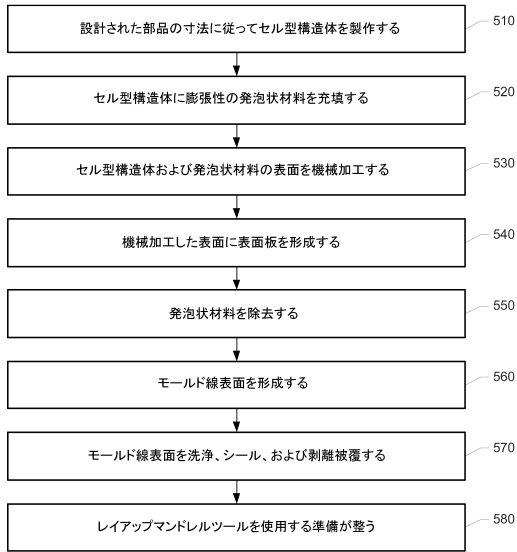 設計された部品の寸法に従ってセル型構造体を製作する 510
セル型構造体に膨張性の発泡状材料を充填する 520
セル型構造体および発泡状材料の表面を機械加工する 530
機械加工した表面に表面板を形成する 540
発泡状材料を除去する 550
モールド線表面を形成する 560
モールド線表面を洗浄、シール、および剥離被覆する 570
レイアップマンドレルツールを使用する準備が整う 580